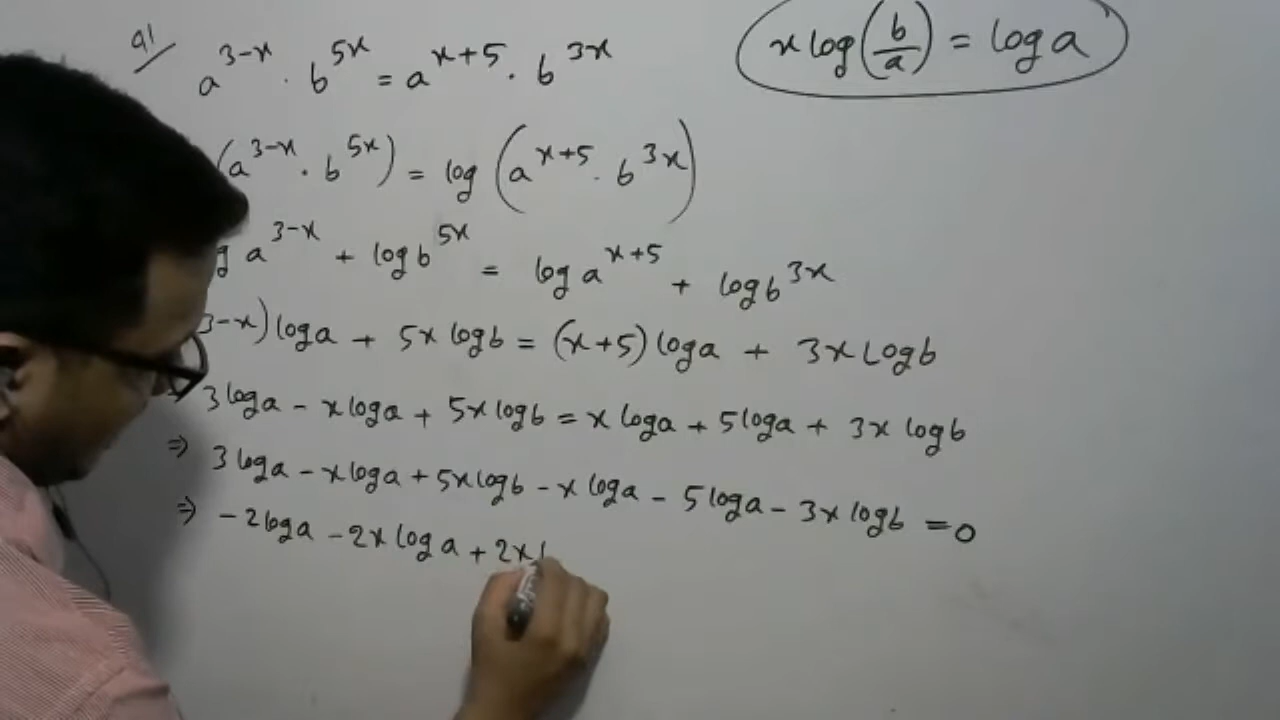 Q1
a^{3-x} · b^{5x} = a^{x+5} · b^{3x}
x log(b/a) = log a
(a^{3-x} · b^{5x}) = log (a^{x+5} · b^{3x})
g a^{3-x} + log b^{5x} = log a^{x+5} + log b^{3x}
3-x) log a + 5x log b = (x+5) log a + 3x log b
3 log a - x log a + 5x log b = x log a + 5 log a + 3x log b
⇒ 3 log a - x log a + 5x log b - x log a - 5 log a - 3x log b = 0
⇒ -2 log a - 2x log a + 2x l